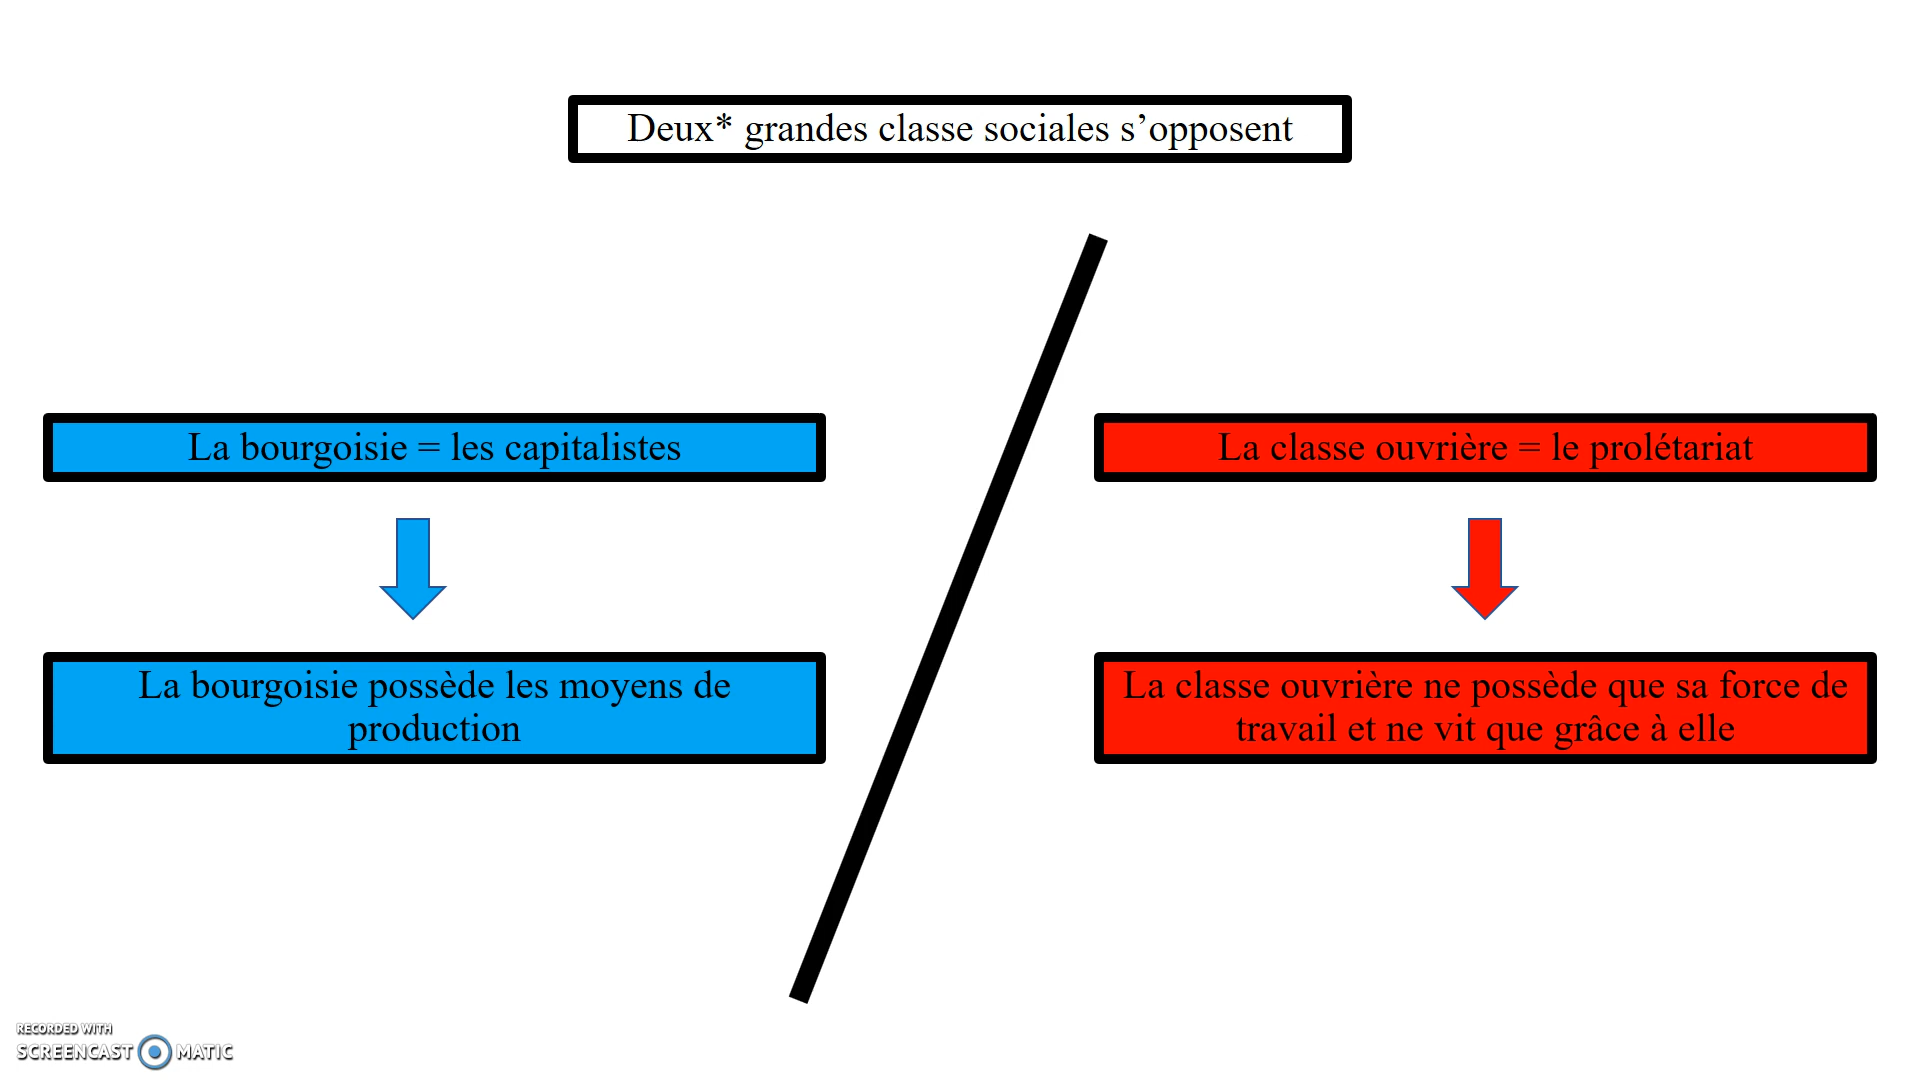 Deux* grandes classe sociales s’opposent
La bourgoisie = les capitalistes
La classe ouvrière = le prolétariat
La bourgoisie possède les moyens de
production
La classe ouvrière ne possède que sa force de
travail et ne vit que grâce à elle
RECORDED WITH
SCREENCAST MATIC